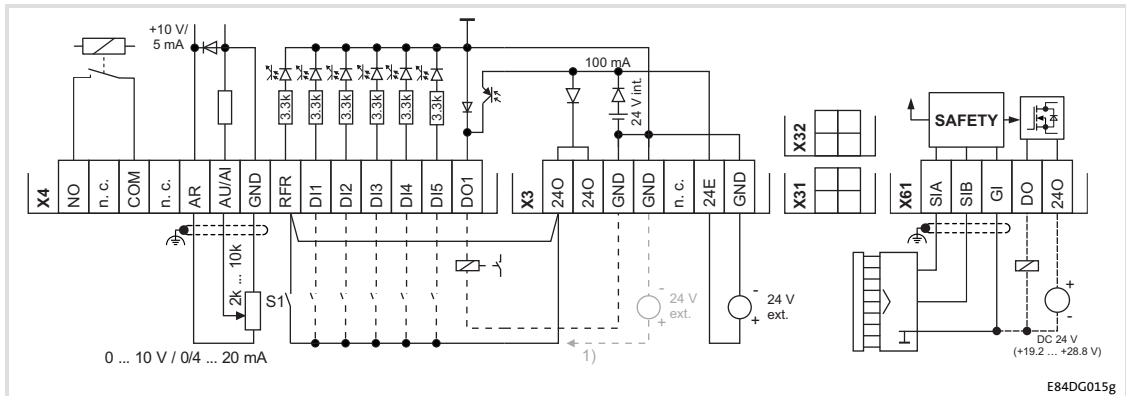 +10 V/
5 mA
100 mA
24 V int.
3.3k
3.3k
3.3k
3.3k
3.3k
3.3k
SAFETY
X32
X31
X4
NO
n. c.
COM
n. c.
AR
AU/AI
GND
RFR
DI1
DI2
DI3
DI4
DI5
DO1
X3
24O
24O
GND
GND
n. c.
24E
GND
X61
SIA
SIB
GI
DO
24O
2k ... 10k
S1
-
24 V
ext.
+
-
24 V
ext.
+
+
-
1)
0 ... 10 V / 0/4 ... 20 mA
DC 24 V
(+19.2 ... +28.8 V)
E84DG015g